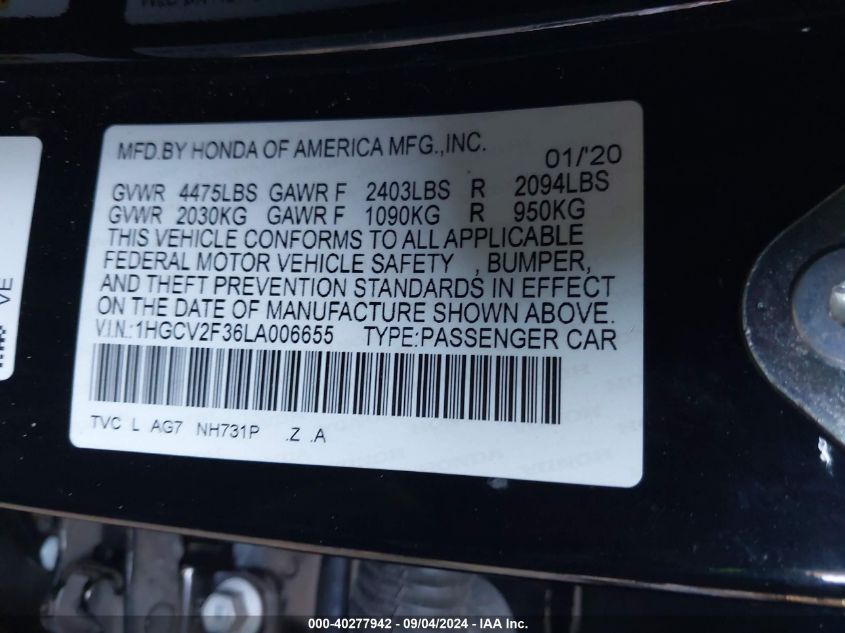 MFD.BY HONDA OF AMERICA MFG.,INC. 01/'20
GVWR 4475LBS GAWR F 2403LBS R 2094LBS
GVWR 2030KG GAWR F 1090KG R 950KG
THIS VEHICLE CONFORMS TO ALL APPLICABLE
FEDERAL MOTOR VEHICLE SAFETY , BUMPER,
AND THEFT PREVENTION STANDARDS IN EFFECT
ON THE DATE OF MANUFACTURE SHOWN ABOVE.
V.I.N.:1HGCV2F36LA006655 TYPE:PASSENGER CAR
TVC L AG7 NH731P .Z .A
VE
000-40277942 - 09/04/2024 - IAA Inc.